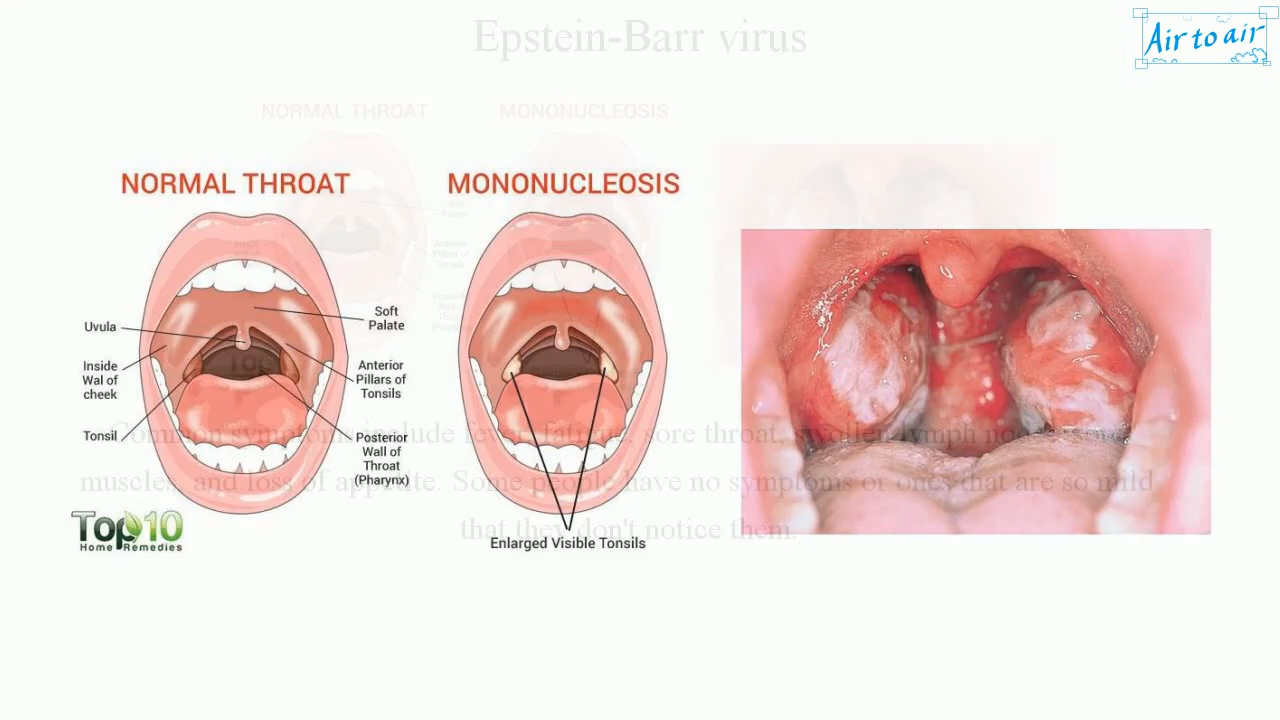 Epstein-Barr virus
Air to air
NORMAL THROAT
MONONUCLEOSIS
NORMAL THROAT
MONONUCLEOSIS
Uvula
Inside
Wal of
cheek
Tonsil
Soft
Palate
Anterior
Pillars of
Tonsils
Posterior
Wall of
Throat
(Pharynx)
Common symptoms include fever, fatigue, sore throat, swollen lymph
muscles, and loss of appetite. Some people have no symptoms or ones that are so mild
that they don't notice them.
Top10
Home Remedies
Enlarged Visible Tonsils